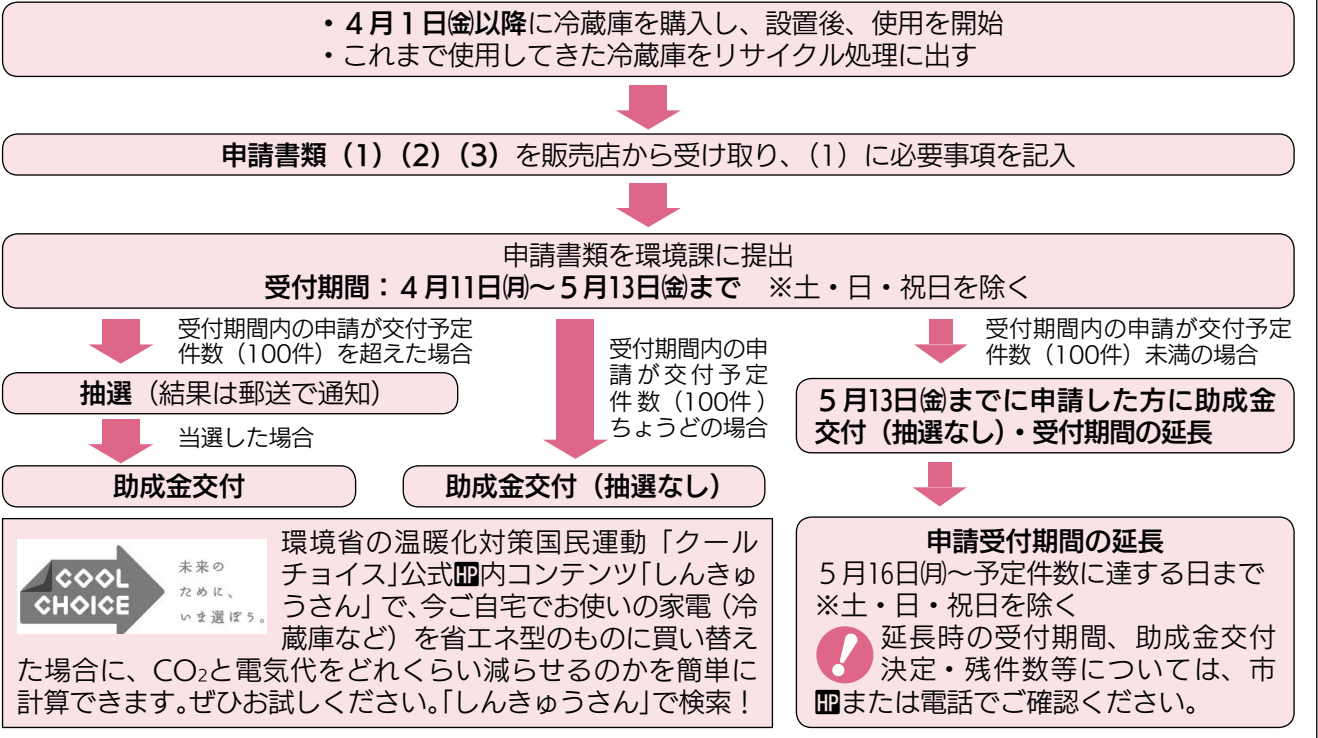 ・４月１日㈮以降に冷蔵庫を購入し、設置後、使用を開始
・これまで使用してきた冷蔵庫をリサイクル処理に出す
申請書類（1）（2）（3）を販売店から受け取り、（1）に必要事項を記入
申請書類を環境課に提出
受付期間：４月11日㈪～５月13日㈮まで　※土・日・祝日を除く
受付期間内の申請が交付予定
件数（100件）を超えた場合
抽選（結果は郵送で通知）
当選した場合
助成金交付
受付期間内の申
請が交付予定
件数（100件）
ちょうどの場合
助成金交付（抽選なし）
受付期間内の申請が交付予定
件数（100件）未満の場合
５月13日㈮までに申請した方に助成金
交付（抽選なし）・受付期間の延長
申請受付期間の延長
５月16日㈪～予定件数に達する日まで
※土・日・祝日を除く
延長時の受付期間、助成金交付
決定・残件数等については、市
HPまたは電話でご確認ください。
COOL
CHOICE
未来の
ために、
いま選ぼう。
環境省の温暖化対策国民運動「クール
チョイス」公式HP内コンテンツ「しんきゅ
うさん」で、今ご自宅でお使いの家電（冷
蔵庫など）を省エネ型のものに買い替え
た場合に、CO₂と電気代をどれくらい減らせるのかを簡単に
計算できます。ぜひお試しください。「しんきゅうさん」で検索！